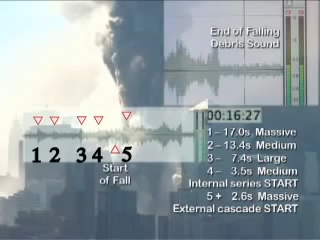 End of Falling
Debris Sound
00:16:27
1 2 3 4 5
Start
of Fall
1 – 17.0s Massive
2 – 13.4s Medium
3 – 7.4s Large
4 – 3.5s Medium
Internal series START
5 + 2.6s Massive
External cascade START